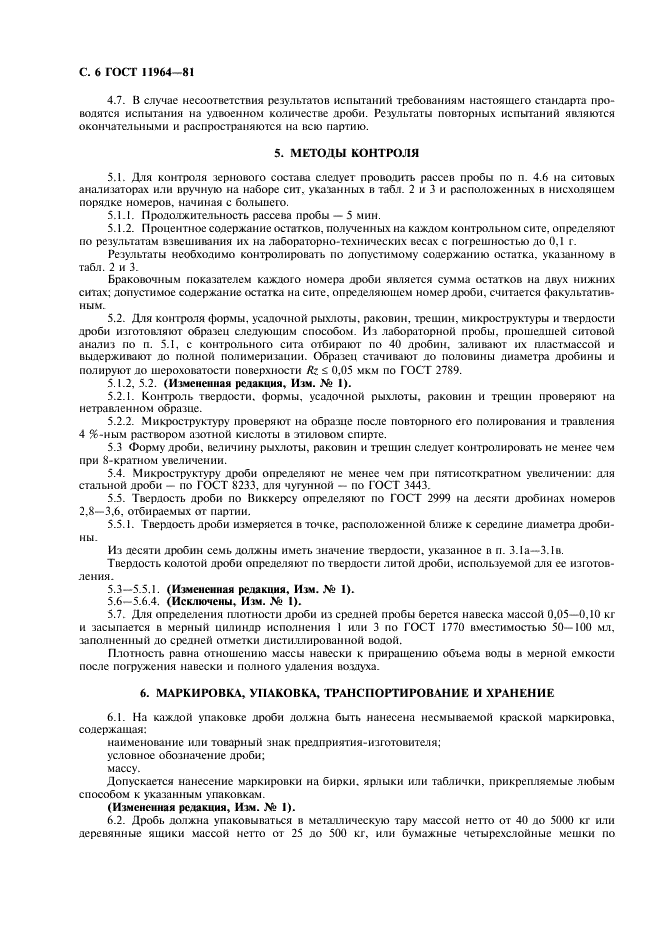 С. 6 ГОСТ 11964—81
4.7. В случае несоответствия результатов испытаний требованиям настоящего стандарта про-
водятся испытания на удвоенном количестве дроби. Результаты повторных испытаний являются
окончательными и распространяются на всю партию.
5. МЕТОДЫ КОНТРОЛЯ
5.1. Для контроля зернового состава следует проводить рассев пробы по п. 4.6 на ситовых
анализаторах или вручную на наборе сит, указанных в табл. 2 и 3 и расположенных в нисходящем
порядке номеров, начиная с большего.
5.1.1. Продолжительность рассева пробы — 5 мин.
5.1.2. Процентное содержание остатков, полученных на каждом контрольном сите, определяют
по результатам взвешивания их на лабораторно-технических весах с погрешностью до 0,1 г.
Результаты необходимо контролировать по допустимому содержанию остатка, указанному в
табл. 2 и 3.
Браковочным показателем каждого номера дроби является сумма остатков на двух нижних
ситах; допустимое содержание остатка на сите, определяющем номер дроби, считается факультатив-
ным.
5.2. Для контроля формы, усадочной рыхлоты, раковин, трещин, микроструктуры и твердости
дроби изготовляют образец следующим способом. Из лабораторной пробы, прошедшей ситовой
анализ по п. 5.1, с контрольного сита отбирают по 40 дробин, заливают их пластмассой и
выдерживают до полной полимеризации. Образец стачивают до половины диаметра дробины и
полируют до шероховатости поверхности Rz ≤ 0,05 мкм по ГОСТ 2789.
5.1.2, 5.2. (Измененная редакция, Изм. № 1).
5.2.1. Контроль твердости, формы, усадочной рыхлоты, раковин и трещин проверяют на
нетравленном образце.
5.2.2. Микроструктуру проверяют на образце после повторного его полирования и травления
4 %-ным раствором азотной кислоты в этиловом спирте.
5.3 Форму дроби, величину рыхлоты, раковин и трещин следует контролировать не менее чем
при 8-кратном увеличении.
5.4. Микроструктуру дроби определяют не менее чем при пятисоткратном увеличении: для
стальной дроби — по ГОСТ 8233, для чугунной — по ГОСТ 3443.
5.5. Твердость дроби по Виккерсу определяют по ГОСТ 2999 на десяти дробинах номеров
2,8—3,6, отбираемых от партии.
5.5.1. Твердость дроби измеряется в точке, расположенной ближе к середине диаметра дроби-
ны.
Из десяти дробин семь должны иметь значение твердости, указанное в п. 3.1а—3.1в.
Твердость колотой дроби определяют по твердости литой дроби, используемой для ее изготов-
ления.
5.3—5.5.1. (Измененная редакция, Изм. № 1).
5.6—5.6.4. (Исключены, Изм. № 1).
5.7. Для определения плотности дроби из средней пробы берется навеска массой 0,05—0,10 кг
и засыпается в мерный цилиндр исполнения 1 или 3 по ГОСТ 1770 вместимостью 50—100 мл,
заполненный до средней отметки дистиллированной водой.
Плотность равна отношению массы навески к приращению объема воды в мерной емкости
после погружения навески и полного удаления воздуха.
6. МАРКИРОВКА, УПАКОВКА, ТРАНСПОРТИРОВАНИЕ И ХРАНЕНИЕ
6.1. На каждой упаковке дроби должна быть нанесена несмываемой краской маркировка,
содержащая:
наименование или товарный знак предприятия-изготовителя;
условное обозначение дроби;
массу.
Допускается нанесение маркировки на бирки, ярлыки или таблички, прикрепляемые любым
способом к указанным упаковкам.
(Измененная редакция, Изм. № 1).
6.2. Дробь должна упаковываться в металлическую тару массой нетто от 40 до 5000 кг или
деревянные ящики массой нетто от 25 до 500 кг, или бумажные четырехслойные мешки по